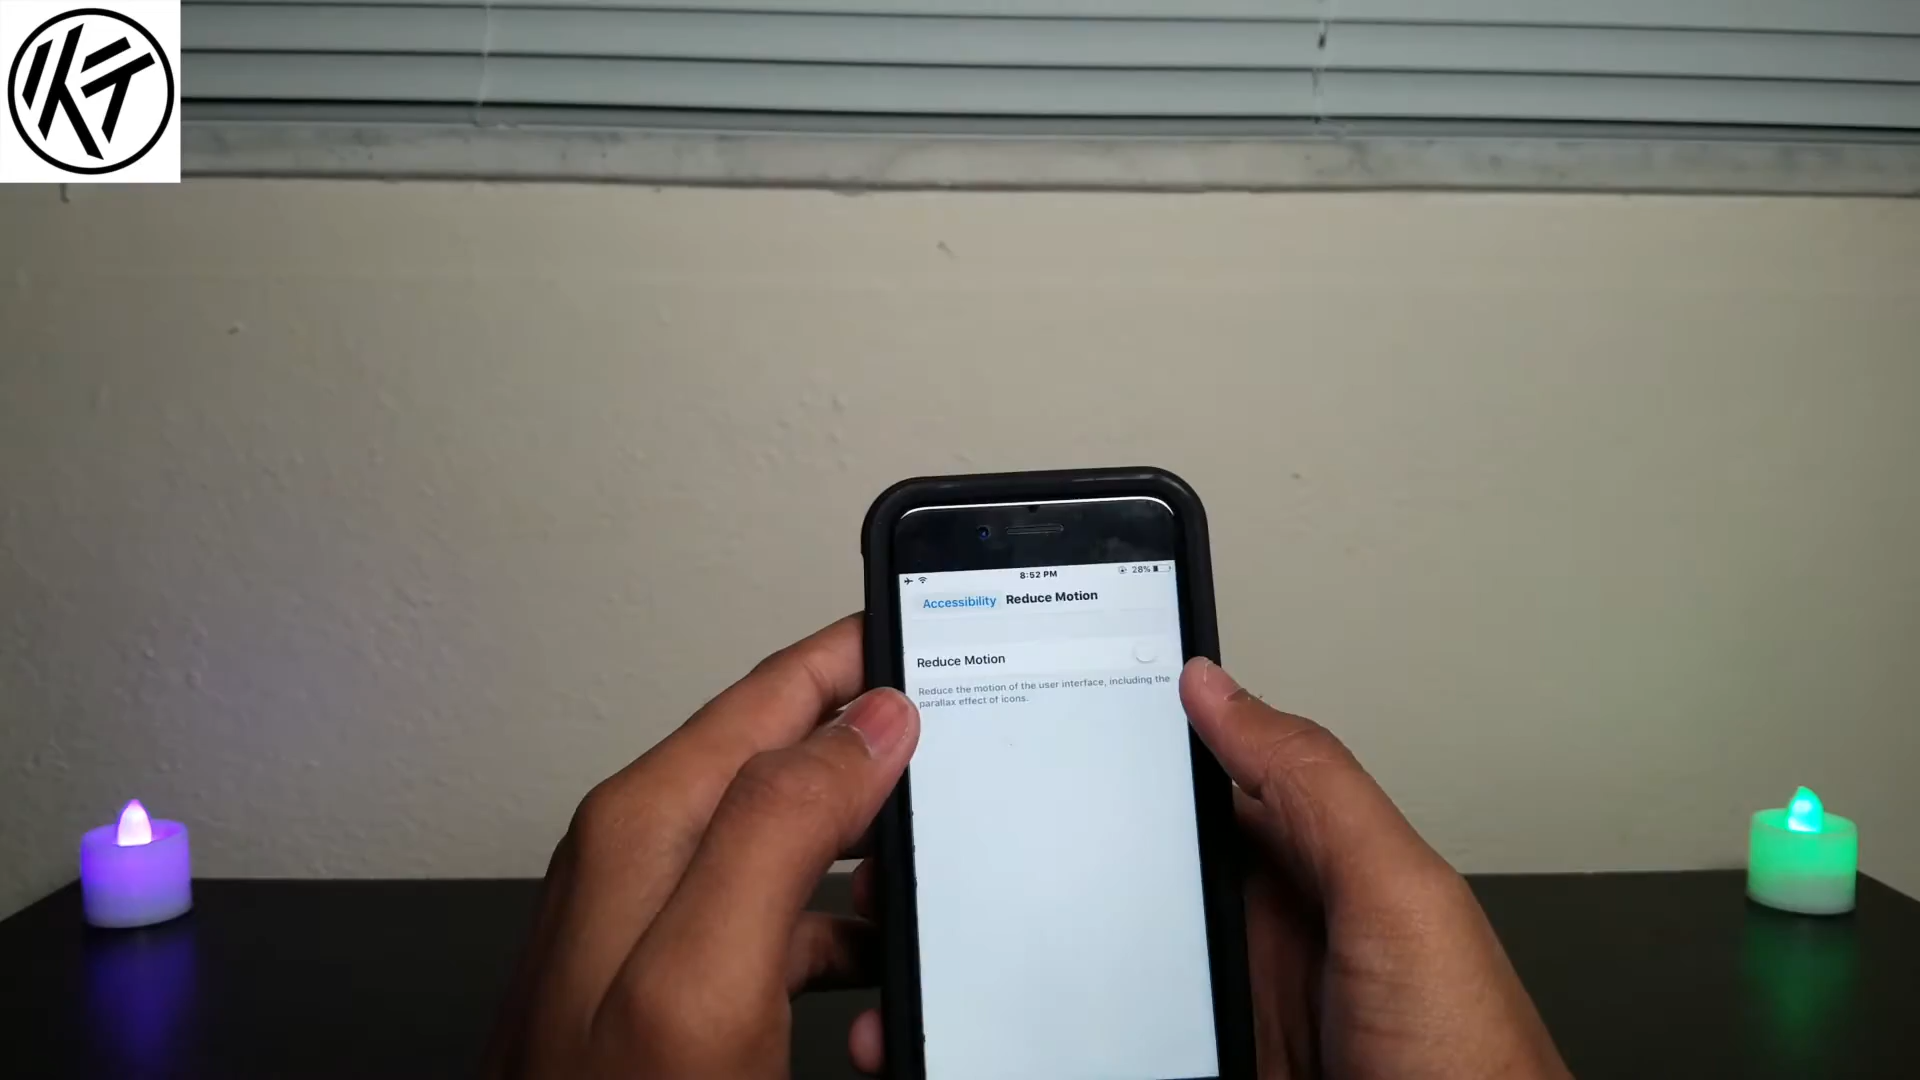 KT
8:52 PM
28%
Accessibility Reduce Motion
Reduce Motion
Reduce the motion of the user interface, including the
parallax effect of icons.